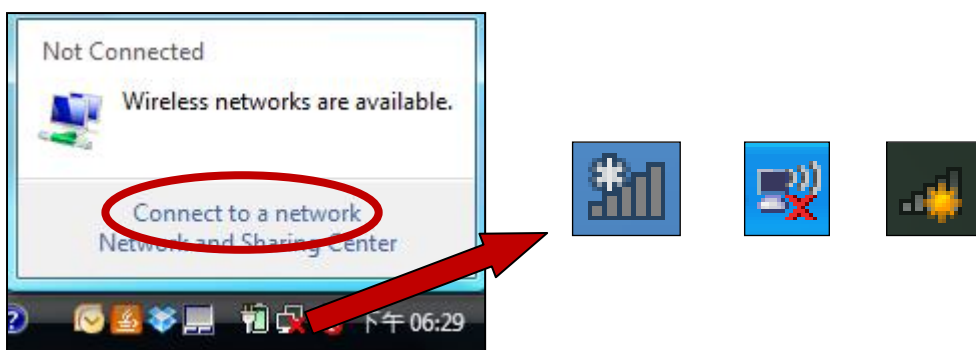 Not Connected
Wireless networks are available.
Connect to a network
Network and Sharing Center
下午 06:29